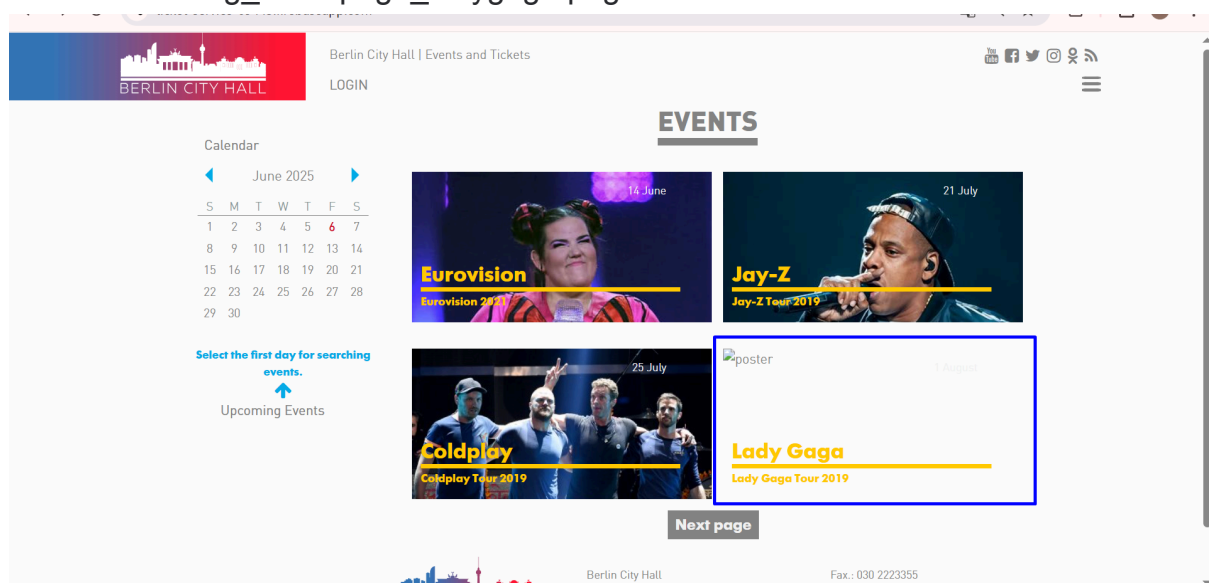 Berlin City Hall | Events and Tickets
LOGIN
BERLIN CITY HALL
EVENTS
Calendar
June 2025
S M T W T F S
1 2 3 4 5 6 7
8 9 10 11 12 13 14
15 16 17 18 19 20 21
22 23 24 25 26 27 28
29 30
Select the first day for searching
events.
Upcoming Events
14 June
Eurovision
Eurovision 2021
21 July
Jay-Z
Jay-Z Tour 2019
25 July
Coldplay
Coldplay Tour 2019
poster
1 August
Lady Gaga
Lady Gaga Tour 2019
Next page
Berlin City Hall
Fax.: 030 2223355